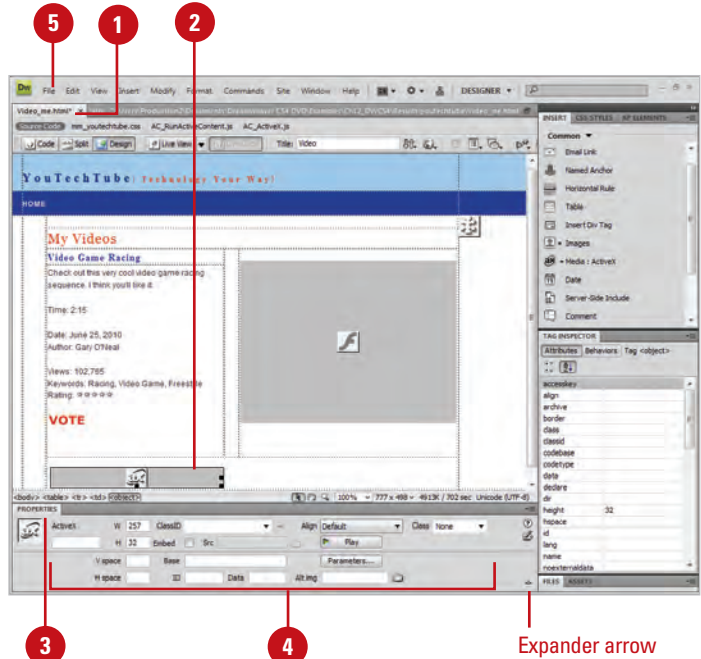 5 1 2
Dw File Edit View Insert Modify Format Commands Site Window Help DESIGNER
Video_me.html* x
Source Code mm_youtechtube.css AC_RunActiveContent.js AC_ActiveX.js
Code Split Design Live View Title: Video
YouTechTube: Technology Your Way!
HOME
My Videos
Video Game Racing
Check out this very cool video game racing
sequence. I think you'll like it.
Time: 2:15
Date: June 25, 2010
Author: Gary O'Neal
Views: 102,765
Keywords: Racing, Video Game, Freestyle
Rating:
VOTE
<body> <table> <tr> <td> <object>
100% 777 x 498 4913K / 702 sec Unicode (UTF-8)
INSERT CSS STYLES AP ELEMENTS
Common
Email Link
Named Anchor
Horizontal Rule
Table
Insert Div Tag
Images
Media : ActiveX
Date
Server-Side Include
Comment
TAG INSPECTOR
Attributes Behaviors Tag <object>
accesskey
align
archive
border
class
classid
codebase
codetype
data
declare
dir
height 32
hspace
id
lang
name
noexternaldata
FILES ASSETS
PROPERTIES
ActiveX W 257 ClassID Align Default Class None
H 32 Embed Src Play
V space Base Parameters...
H space ID Data Alt img
3 4 Expander arrow